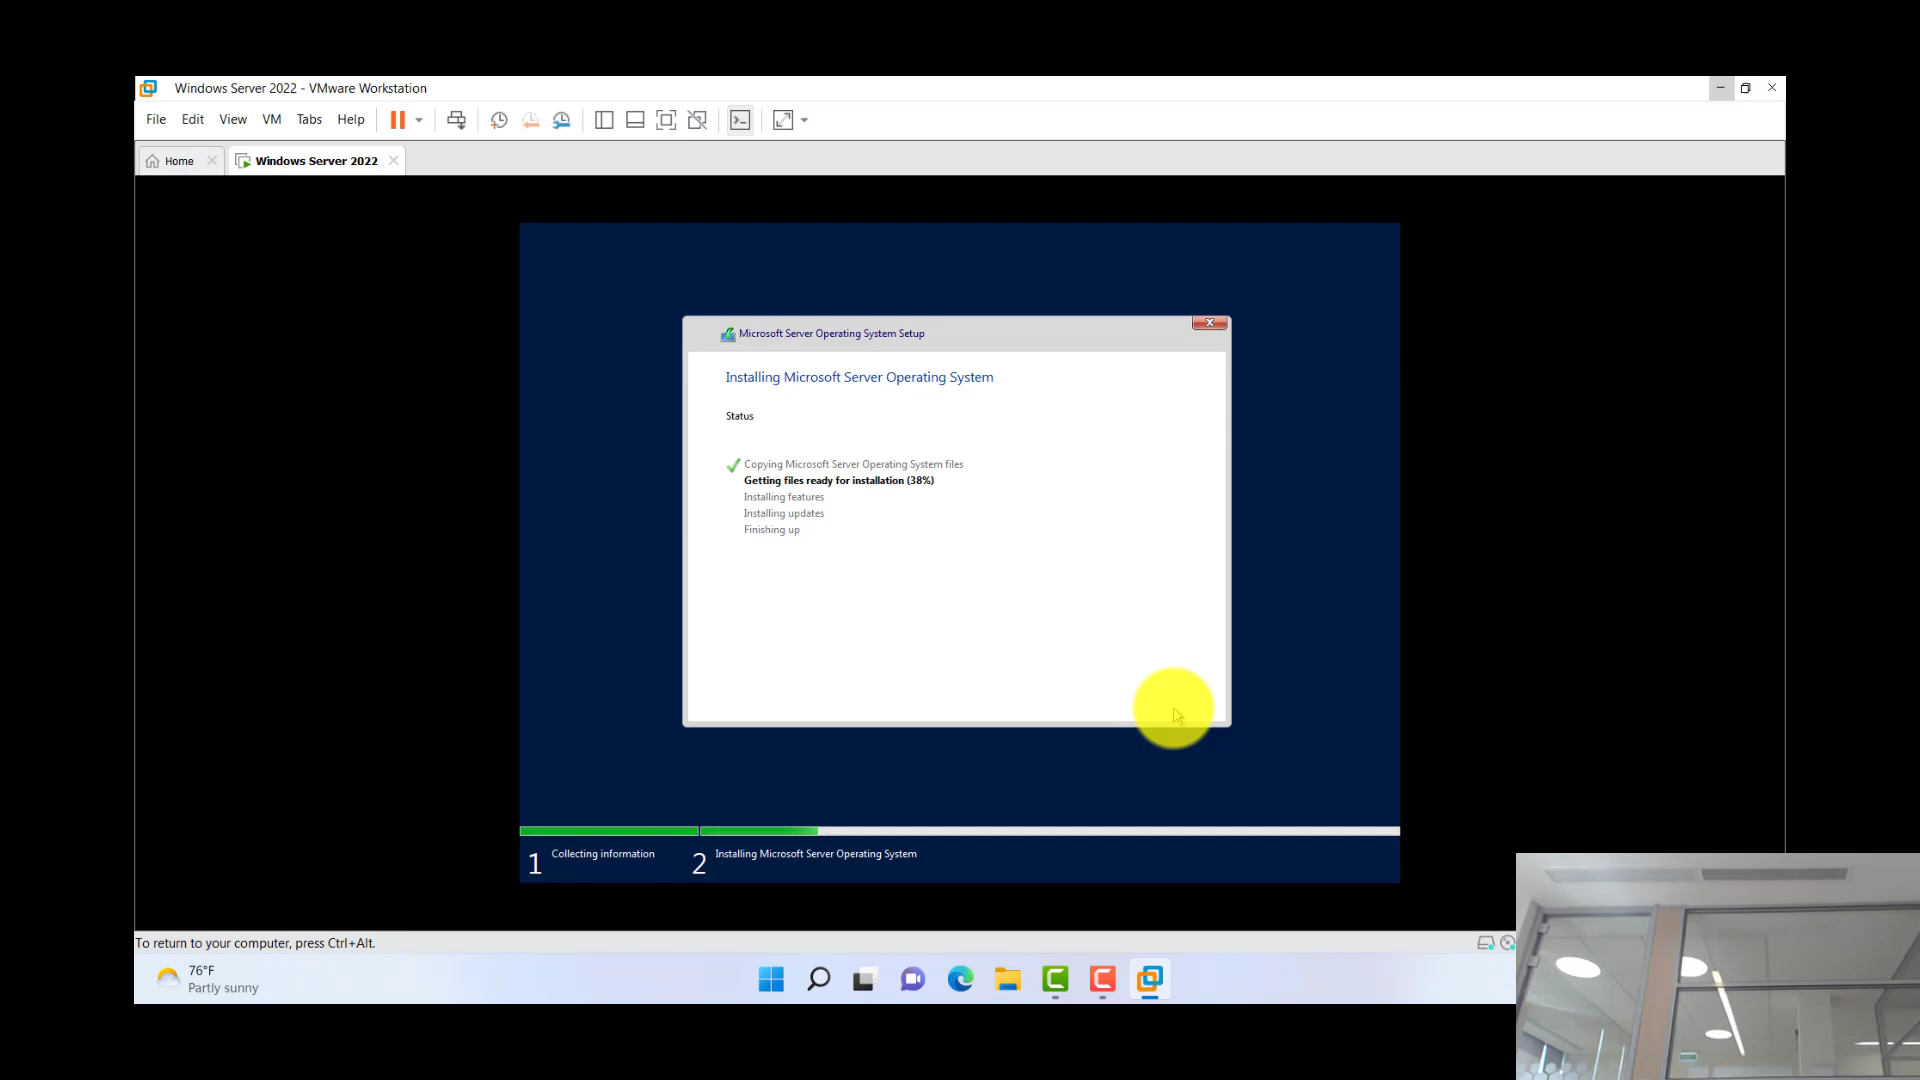 Windows Server 2022 - VMware Workstation
File Edit View VM Tabs Help
Home Windows Server 2022
Microsoft Server Operating System Setup
Installing Microsoft Server Operating System
Status
Copying Microsoft Server Operating System files
Getting files ready for installation (38%)
Installing features
Installing updates
Finishing up
1 Collecting information 2 Installing Microsoft Server Operating System
To return to your computer, press Ctrl+Alt.
76°F
Partly sunny